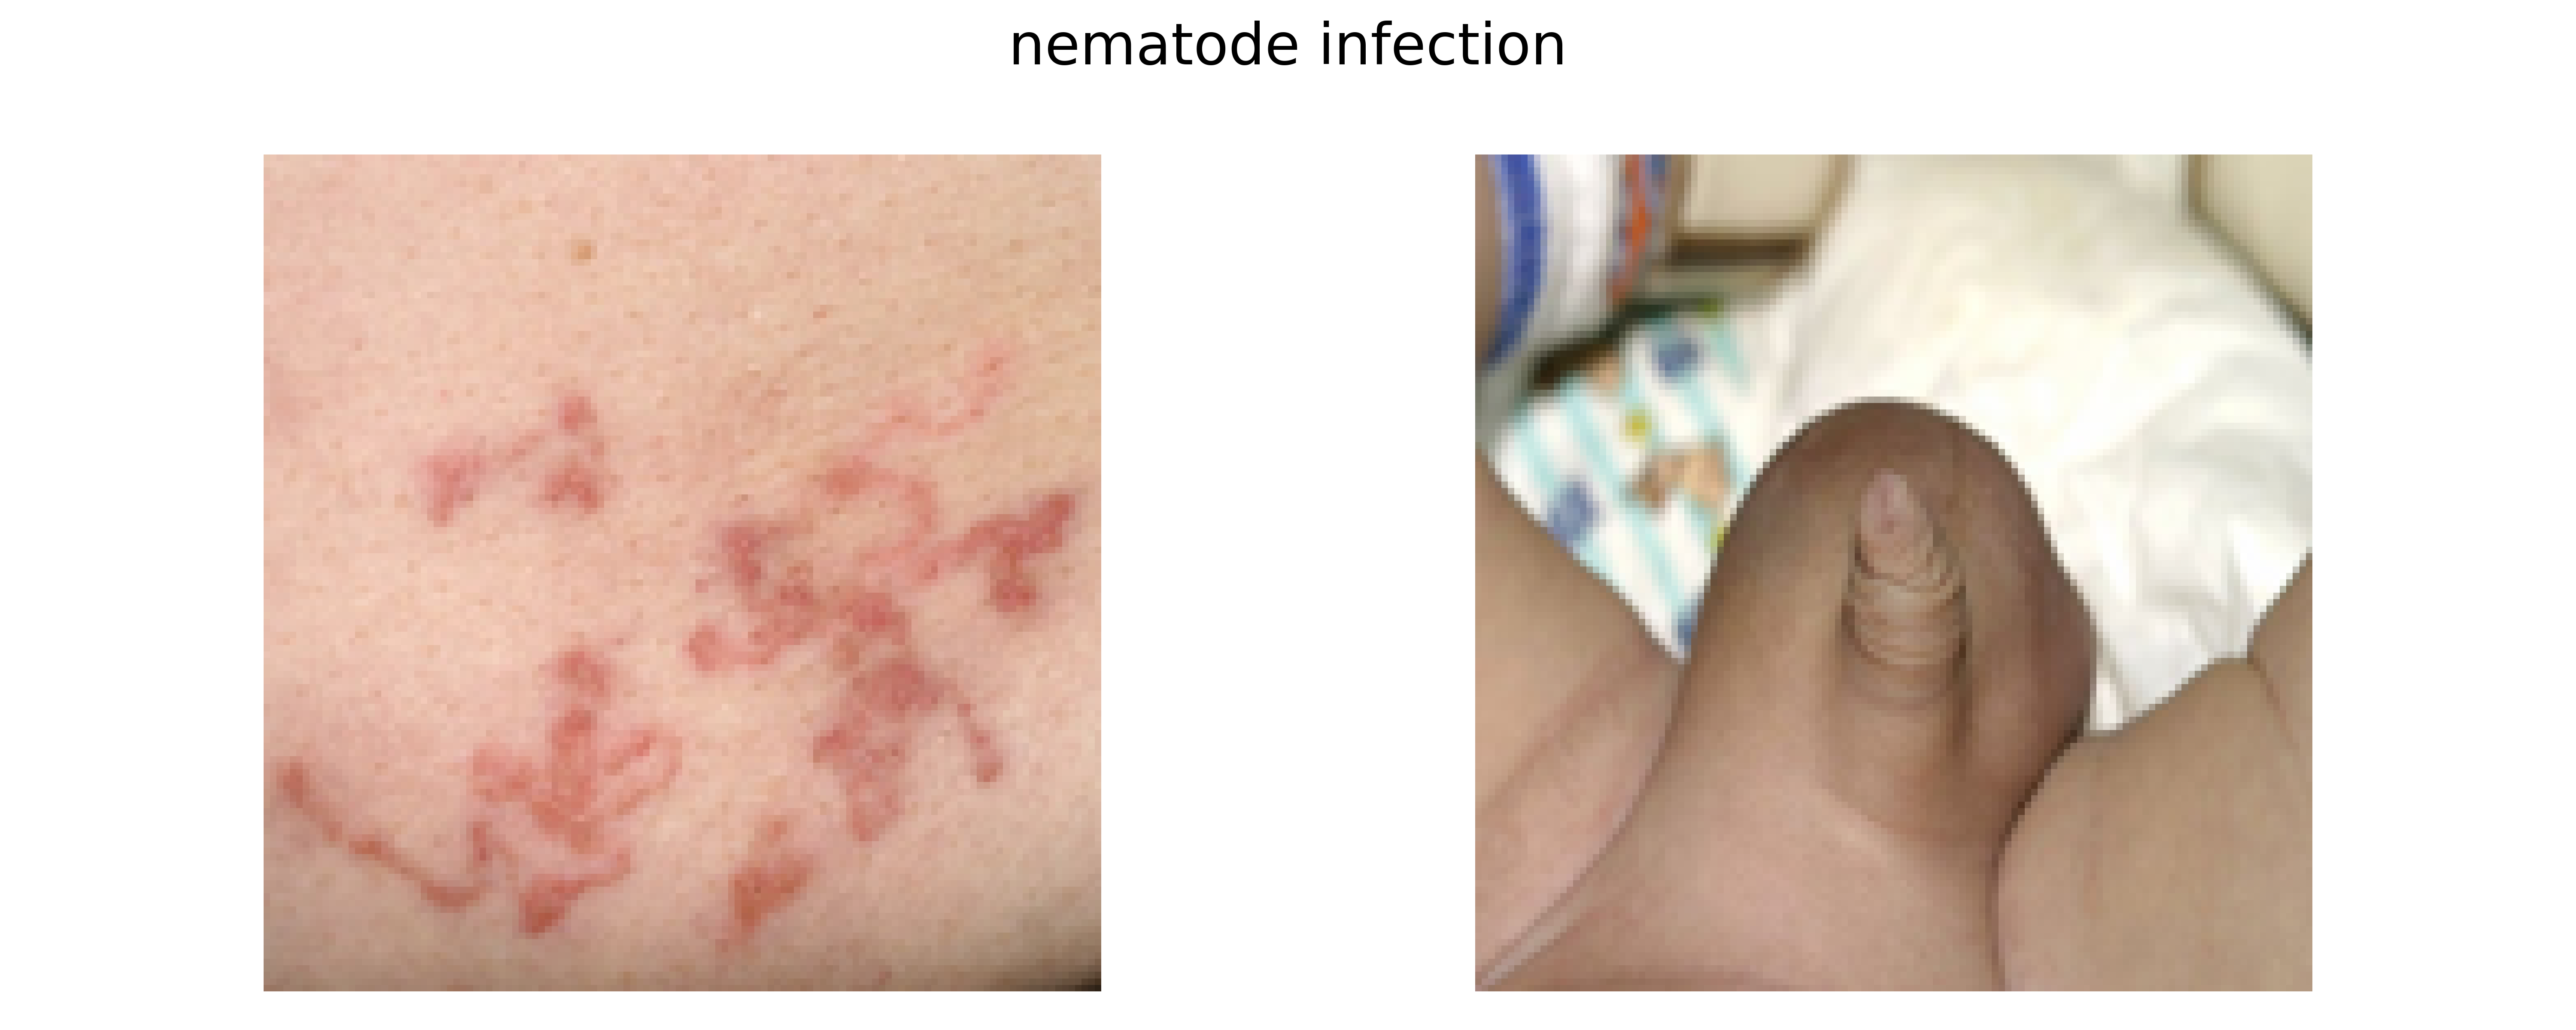 nematode infection